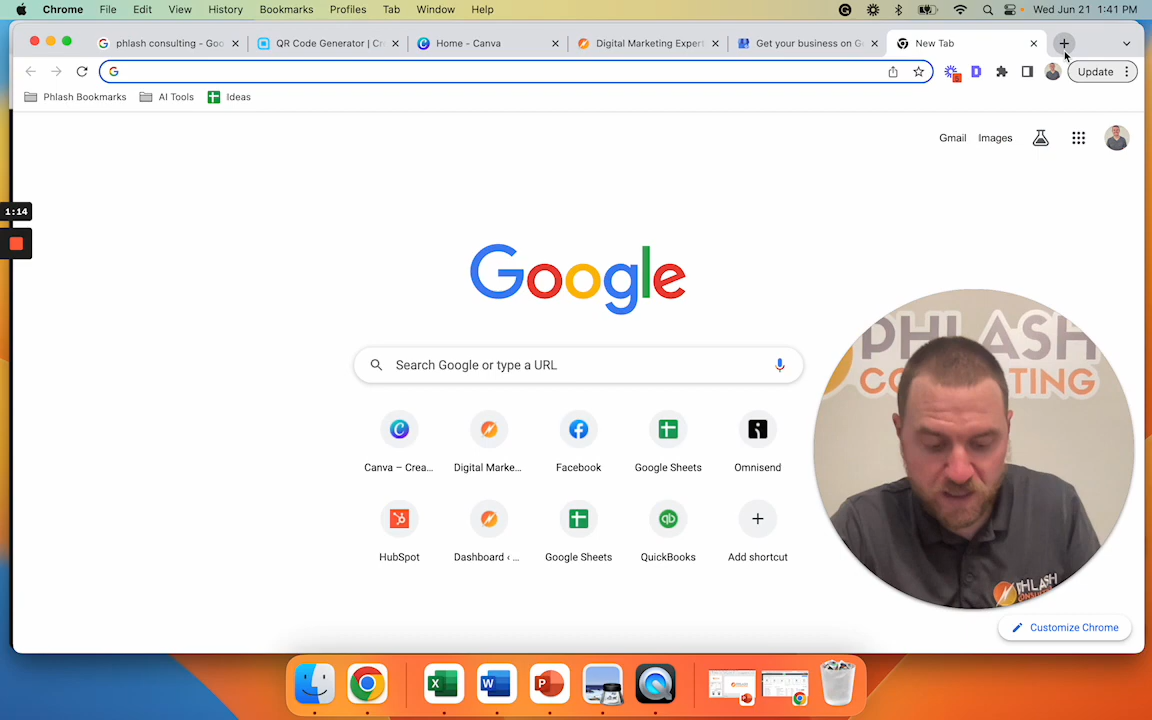 Chrome File Edit View History Bookmarks Profiles Tab Window Help Wed Jun 21 1:41 PM
phlash consulting - Goo QR Code Generator | Cr Home - Canva Digital Marketing Expert Get your business on G New Tab
Update
Phlash Bookmarks AI Tools Ideas
Gmail Images
1:14
Google
Search Google or type a URL
PHLASH
CONSULTING
Canva – Crea... Digital Marke... Facebook Google Sheets Omnisend
HubSpot Dashboard ‹ ... Google Sheets QuickBooks Add shortcut
PHLASH
CONSULTING
Customize Chrome